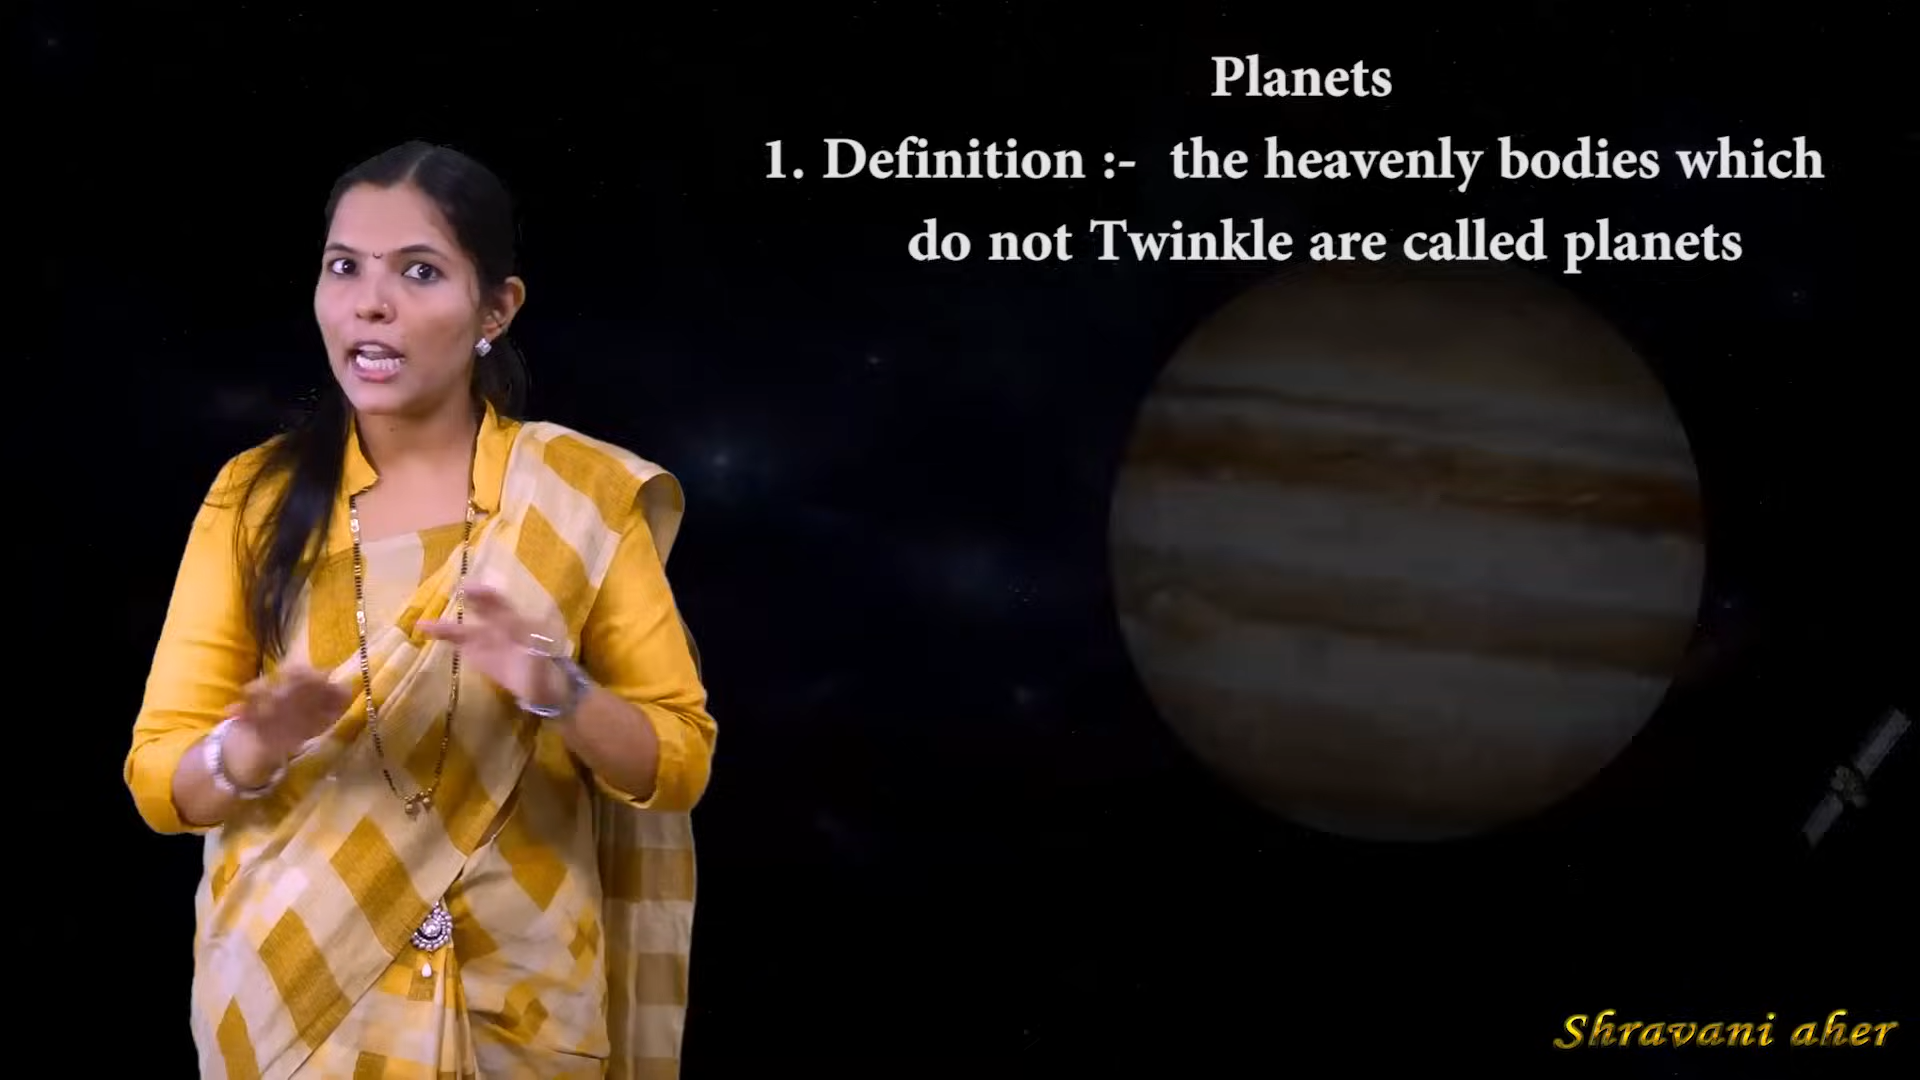 Planets
1. Definition :- the heavenly bodies which
do not Twinkle are called planets
Shravani aher